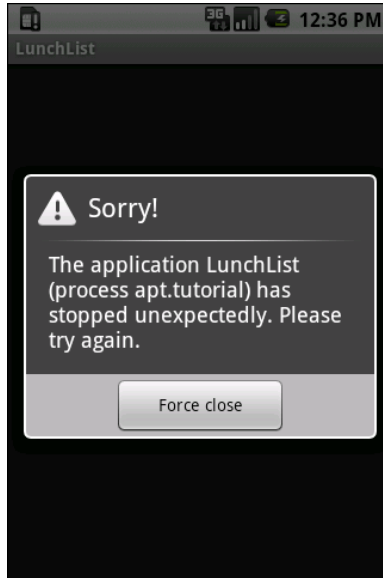 3G 12:36 PM
LunchList
Sorry!
The application LunchList
(process apt.tutorial) has
stopped unexpectedly. Please
try again.
Force close